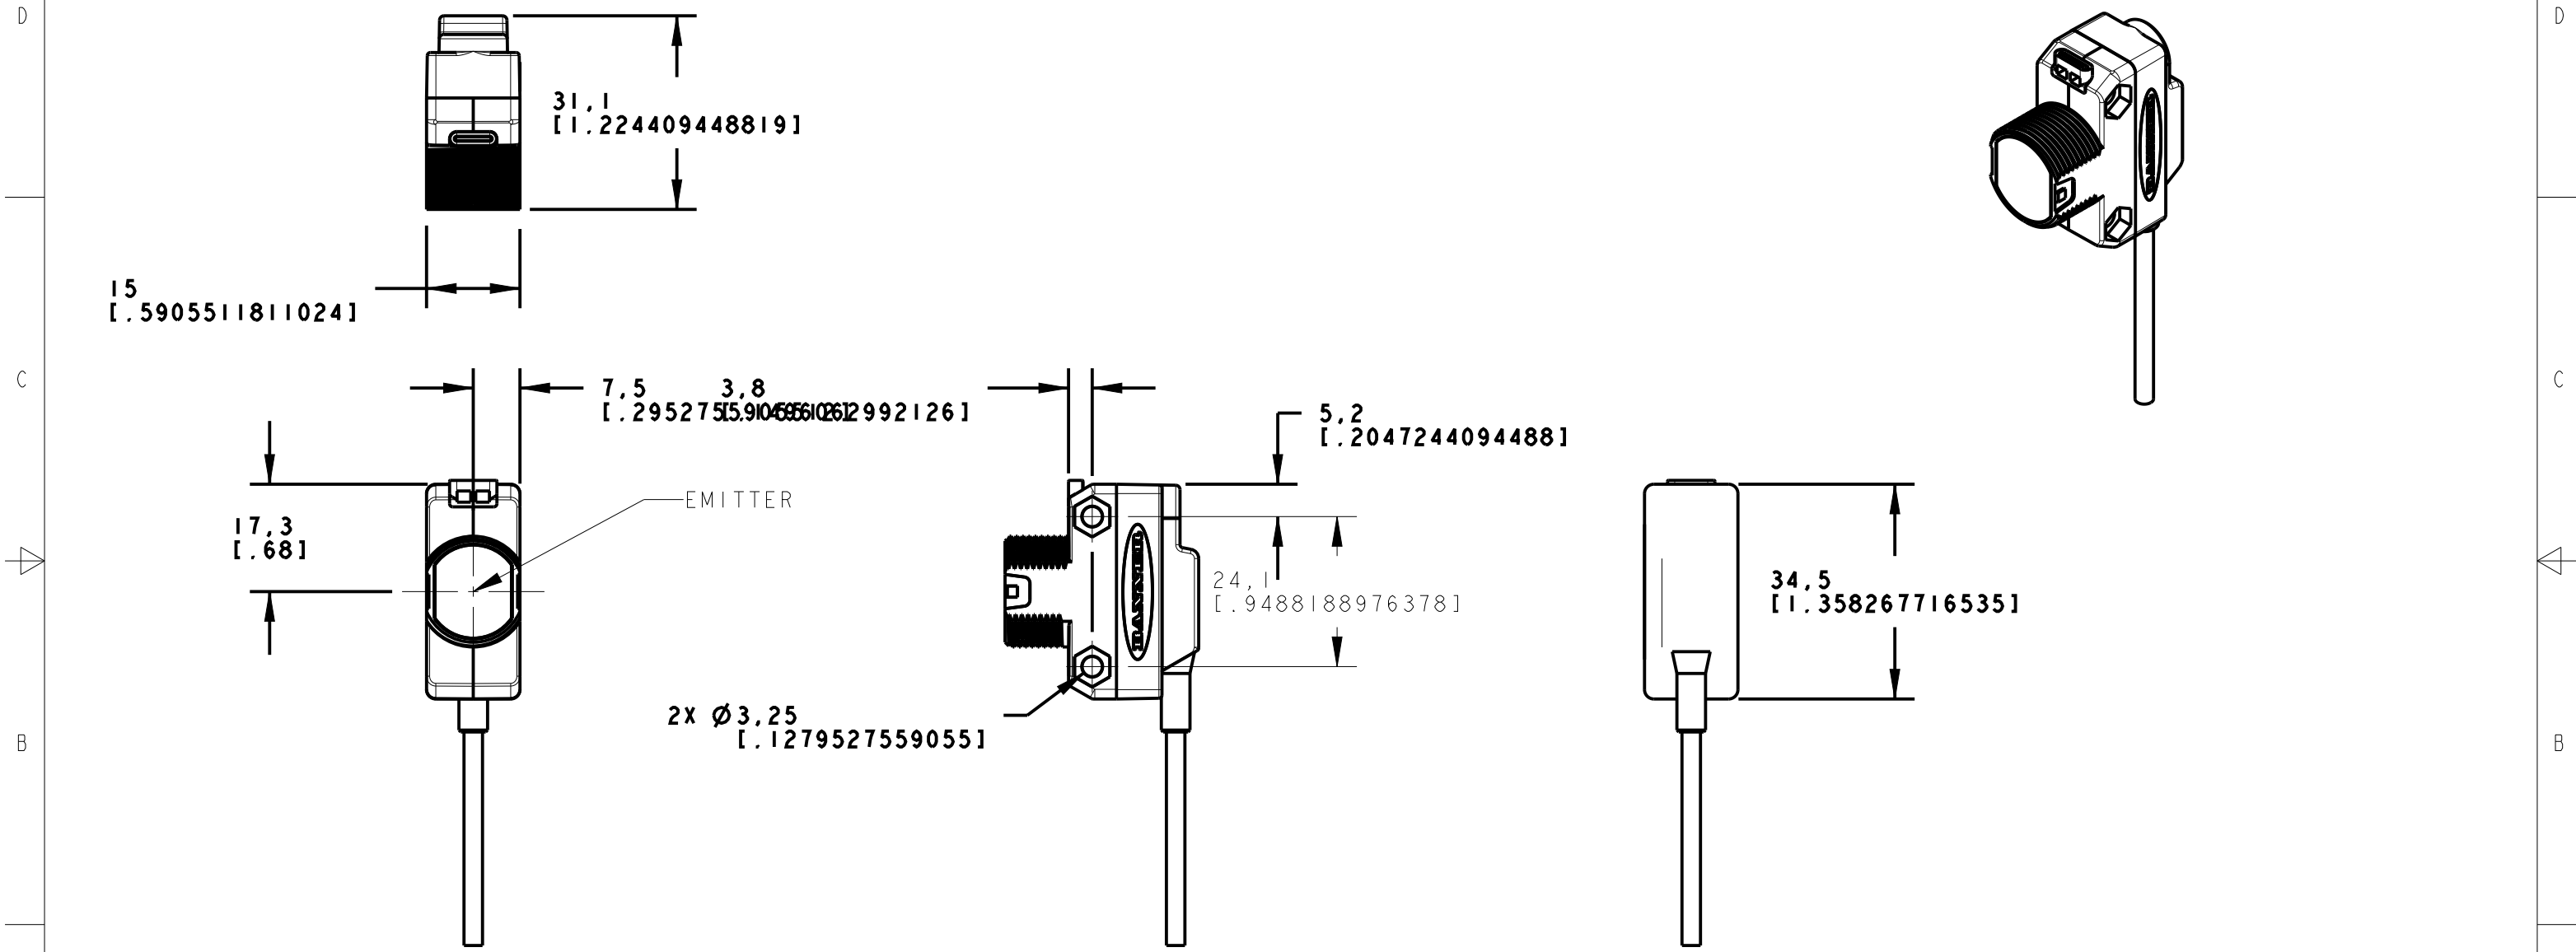 D
D
31,1
[1.224409448819]
15
[.5905511811024]
C
C
7,5
3,8
5,2
[.2047244094488]
EMITTER
17,3
[.68]
24,1
[.9488188976378]
34,5
[1.358267716535]
BANNER
2X Ø3,25
[.1279527559055]
B
B